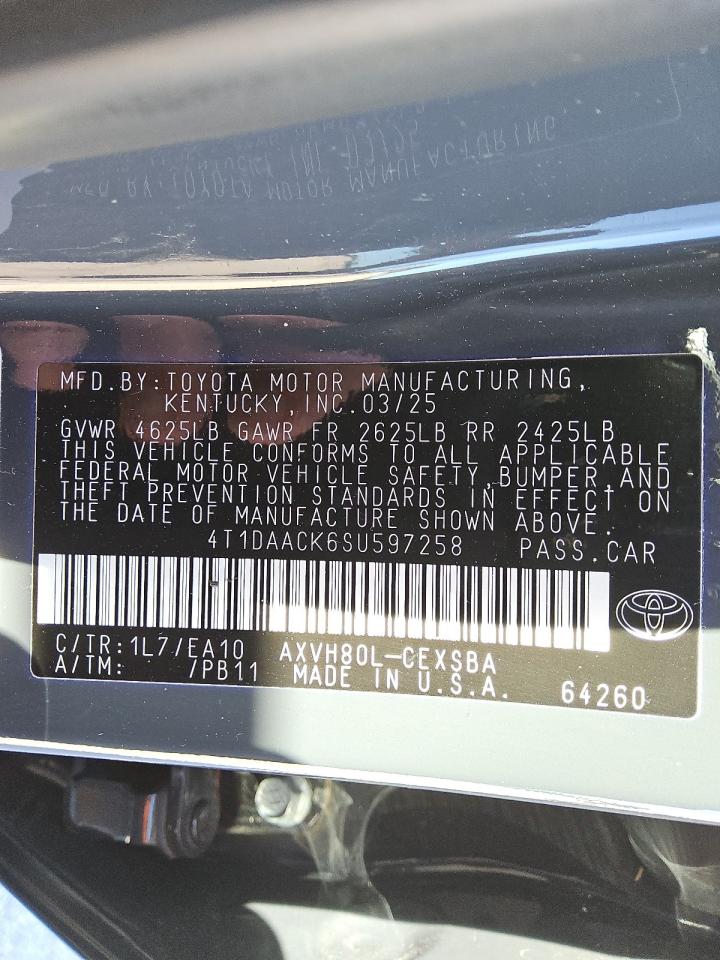 MFD.BY:TOYOTA MOTOR MANUFACTURING,
KENTUCKY,INC.03/25
GVWR 4625LB GAWR FR 2625LB RR 2425LB
THIS VEHICLE CONFORMS TO ALL APPLICABLE
FEDERAL MOTOR VEHICLE SAFETY,BUMPER,AND
THEFT PREVENTION STANDARDS IN EFFECT ON
THE DATE OF MANUFACTURE SHOWN ABOVE.
4T1DAACK6SU597258 PASS.CAR
C/TR:1L7/EA10 AXVH80L-CEXSBA
A/TM: /PB11 MADE IN U.S.A. 64260